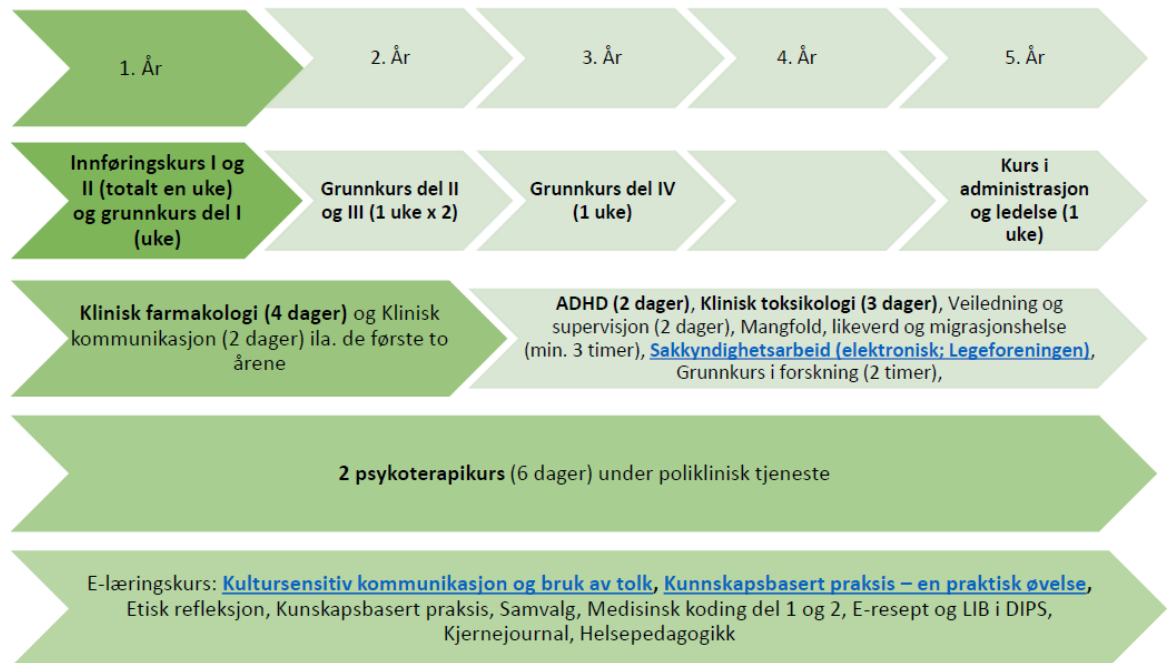 1. År
2. År
3. År
4. År
5. År
Innføringskurs I og
II (totalt en uke)
og grunnkurs del I
(uke)
Grunnkurs del II
og III (1 uke x 2)
Grunnkurs del IV
(1 uke)
Kurs i
administrasjon
og ledelse (1
uke)
Klinisk farmakologi (4 dager) og Klinisk
kommunikasjon (2 dager) ila. de første to
årene
ADHD (2 dager), Klinisk toksikologi (3 dager), Veiledning og
supervisjon (2 dager), Mangfold, likeverd og migrasjonshelse
(min. 3 timer), Sakkyndighetsarbeid (elektronisk; Legeforeningen),
Grunnkurs i forskning (2 timer),
2 psykoterapikurs (6 dager) under poliklinisk tjeneste
E-læringskurs: Kultursensitiv kommunikasjon og bruk av tolk, Kunnskapsbasert praksis – en praktisk øvelse,
Etisk refleksjon, Kunskapsbasert praksis, Samvalg, Medisinsk koding del 1 og 2, E-resept og LIB i DIPS,
Kjernejournal, Helsepedagogikk